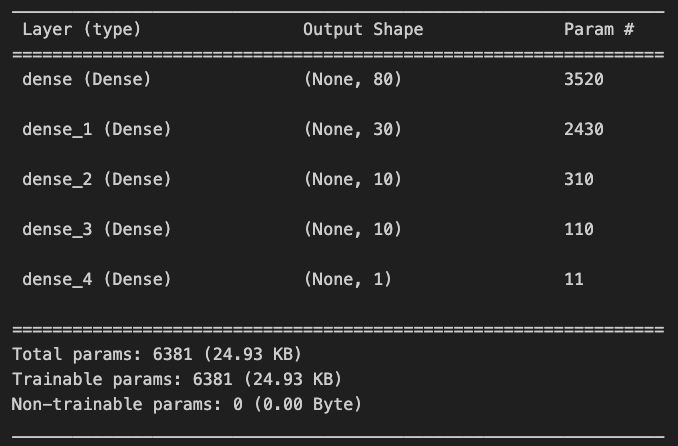 Layer (type) Output Shape Param #
=================================================================
dense (Dense) (None, 80) 3520
dense_1 (Dense) (None, 30) 2430
dense_2 (Dense) (None, 10) 310
dense_3 (Dense) (None, 10) 110
dense_4 (Dense) (None, 1) 11
=================================================================
Total params: 6381 (24.93 KB)
Trainable params: 6381 (24.93 KB)
Non-trainable params: 0 (0.00 Byte)